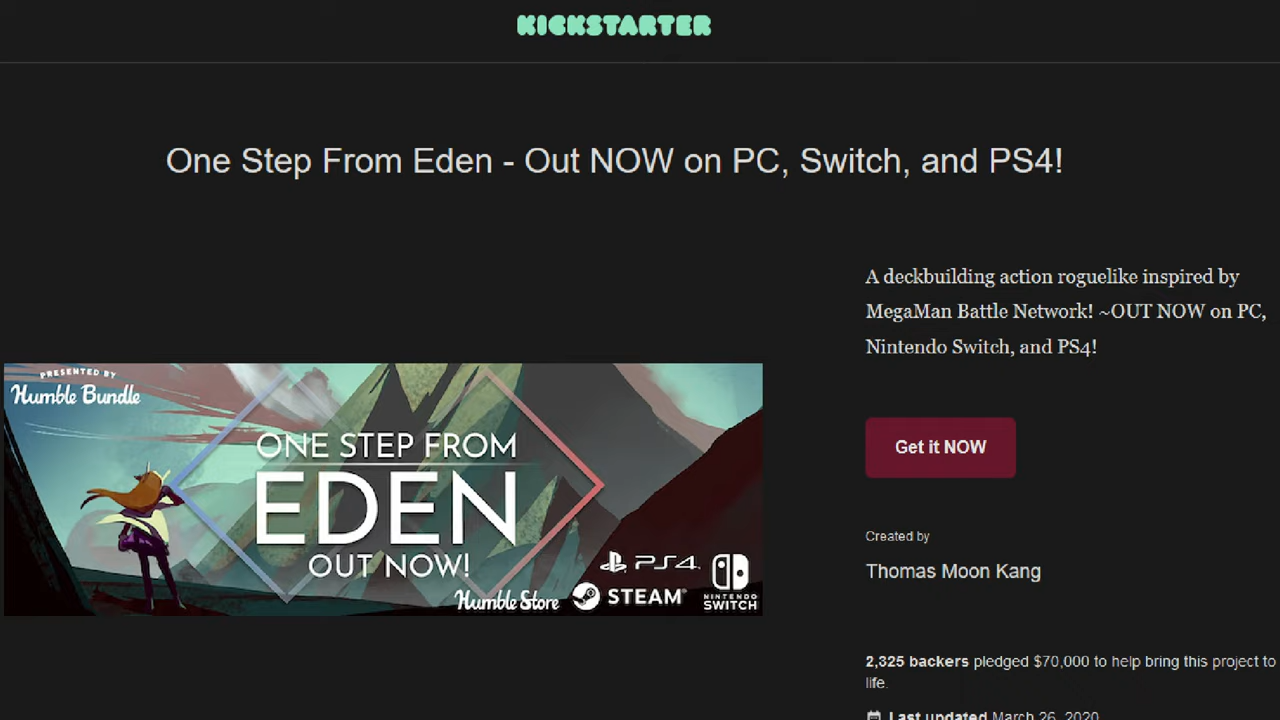 KICKSTARTER
One Step From Eden - Out NOW on PC, Switch, and PS4!
A deckbuilding action roguelike inspired by
MegaMan Battle Network! ~OUT NOW on PC,
Nintendo Switch, and PS4!
PRESENTED BY
Humble Bundle
ONE STEP FROM
EDEN
OUT NOW!
PS4
Humble Store
STEAM
NINTENDO
SWITCH
Get it NOW
Created by
Thomas Moon Kang
2,325 backers pledged $70,000 to help bring this project to
life.
Last updated March 26, 2020